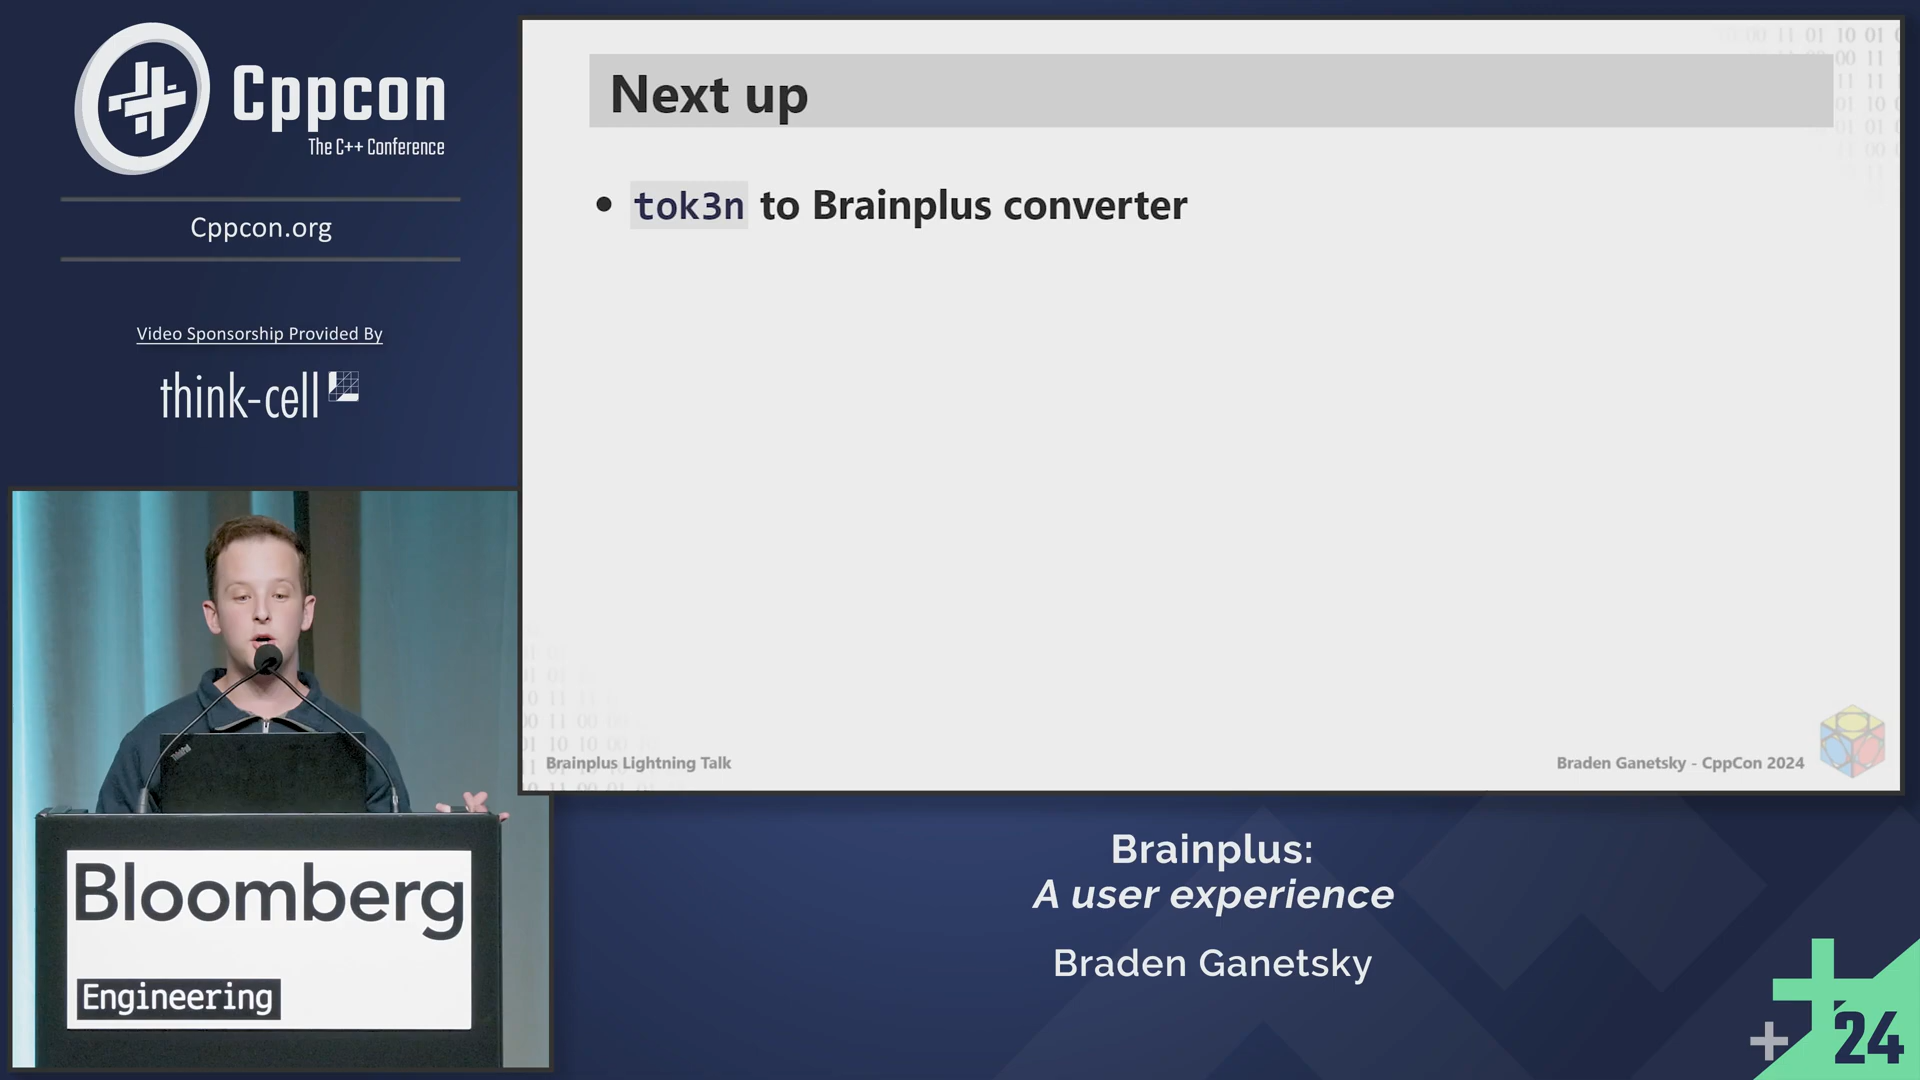 Cppcon
The C++ Conference
Cppcon.org
Video Sponsorship Provided By
think-cell
Next up
• tok3n to Brainplus converter
Brainplus Lightning Talk
Braden Ganetsky - CppCon 2024
ThinkPad
Bloomberg
Engineering
Brainplus:
A user experience
Braden Ganetsky
24